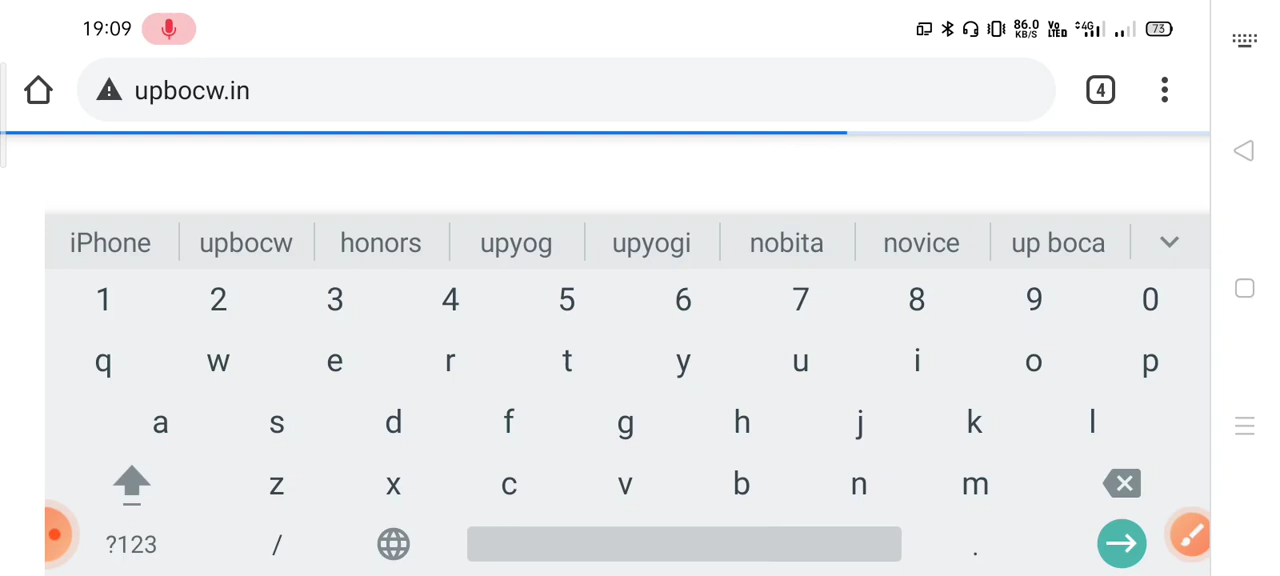 19:09 86.0 KB/S Vo LTED 4G 73
upbocw.in 4
iPhone upbocw honors upyog upyogi nobita novice up boca
1 2 3 4 5 6 7 8 9 0
q w e r t y u i o p
a s d f g h j k l
z x c v b n m
?123 / .